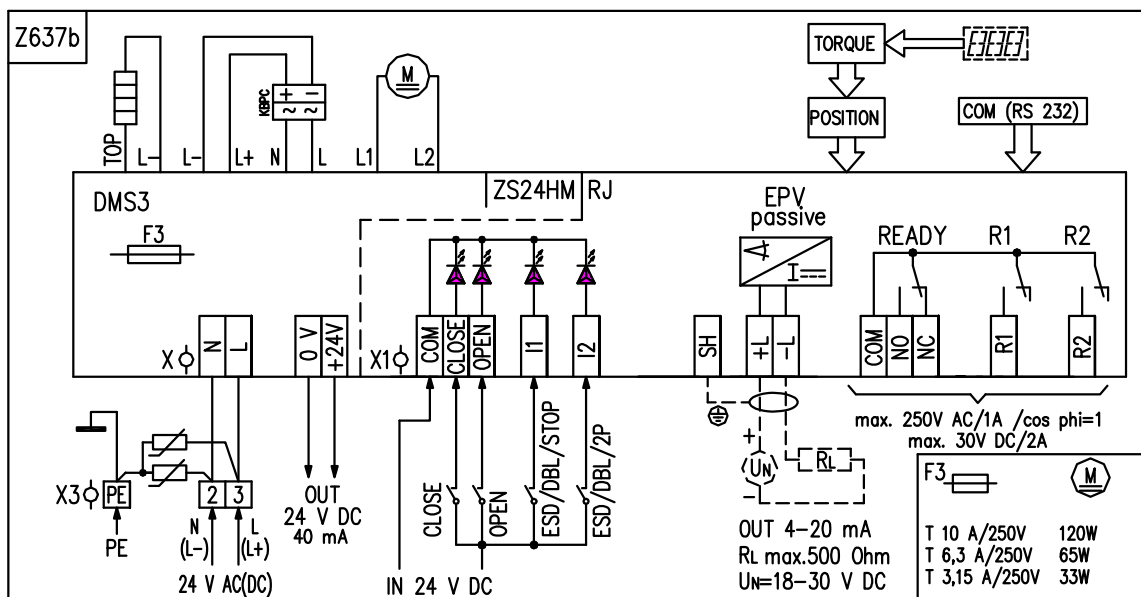 Z637b
TORQUE
POSITION
COM (RS 232)
KBPC
+ −
~ ~
M
TOP
L−
L−
L+
N
L
L1
L2
DMS3
ZS24HM
RJ
F3
EPV
passive
READY
R1
R2
X
N
L
0 V
+24V
X1
COM
CLOSE
OPEN
I1
I2
SH
+L
−L
COM
NO
NC
R1
R2
max. 250V AC/1A /cos phi=1
max. 30V DC/2A
X3
PE
2
3
PE
N
(L−)
L
(L+)
24 V AC(DC)
OUT
24 V DC
40 mA
CLOSE
OPEN
ESD/DBL/STOP
ESD/DBL/2P
IN 24 V DC
+
UN
−
RL
OUT 4−20 mA
RL max.500 Ohm
UN=18−30 V DC
F3
M
T 10 A/250V 120W
T 6,3 A/250V 65W
T 3,15 A/250V 33W